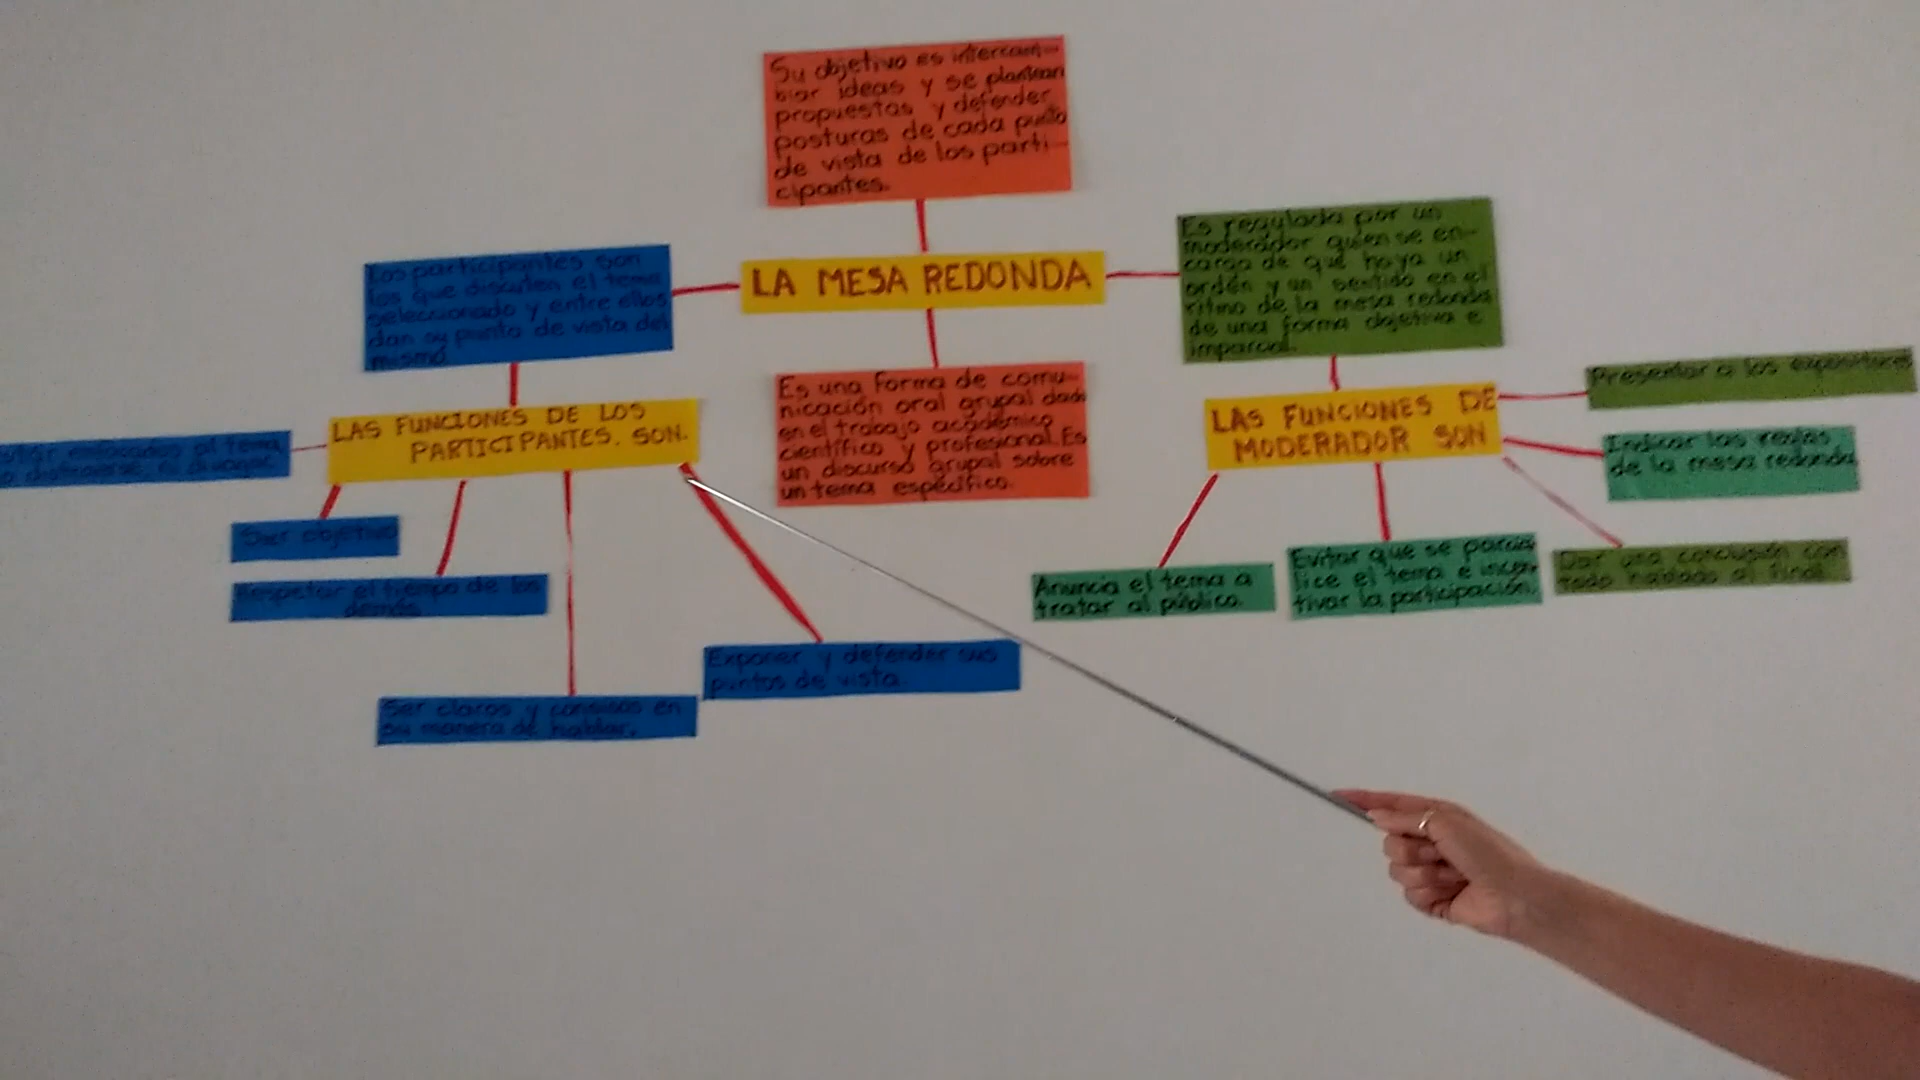 Su objetivo es intercam-
biar ideas y se plantean
propuestas y defender
posturas de cada punto
de vista de los parti-
cipantes.
LA MESA REDONDA
Los participantes son
los que discuten el tema
seleccionado y entre ellos
dan su punto de vista del
mismo
Es regulada por un
moderador quien se en-
carga de que haya un
orden y un sentido en el
ritmo de la mesa redonda
de una forma objetiva e
imparcial.
Es una forma de comu-
nicación oral grupal dada
en el trabajo académico
científico y profesional. Es
un discurso grupal sobre
un tema específico.
LAS FUNCIONES DE LOS
PARTICIPANTES. SON.
enfocados al tema
Ser objetivo
Respetar el tiempo de los
demás
Ser claros y consisos en
su manera de hablar.
Exponer y defender sus
puntos de vista.
LAS FUNCIONES DE
MODERADOR SON
Presentar a los expositores
Indicar las reglas
de la mesa redonda
Dar una conclusión con
todo hablado al final
Evitar que se parcia
lice el tema e incen-
tivar la participación.
Anuncia el tema a
tratar al público.